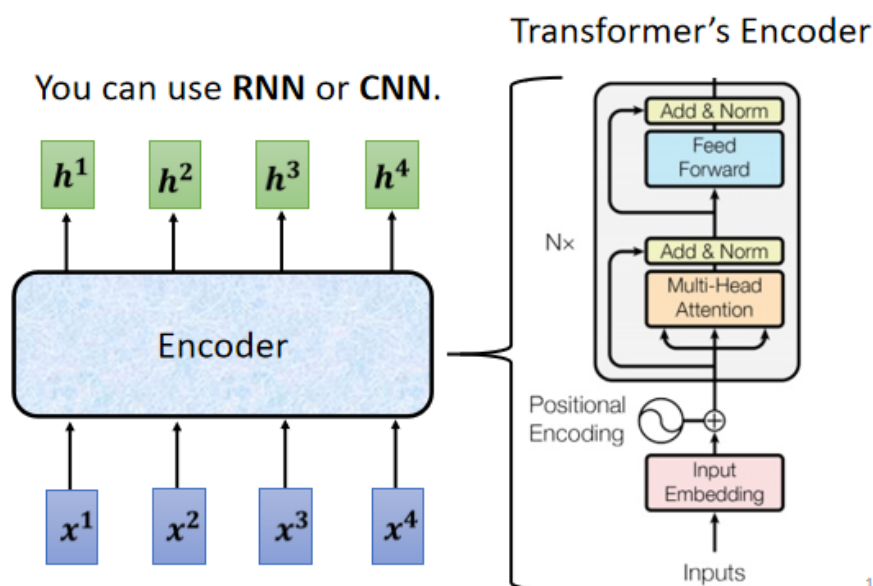 Transformer's Encoder
You can use RNN or CNN.
h¹ h² h³ h⁴
Encoder
x¹ x² x³ x⁴
Add & Norm
Feed
Forward
N×
Add & Norm
Multi-Head
Attention
Positional
Encoding
Input
Embedding
Inputs
1